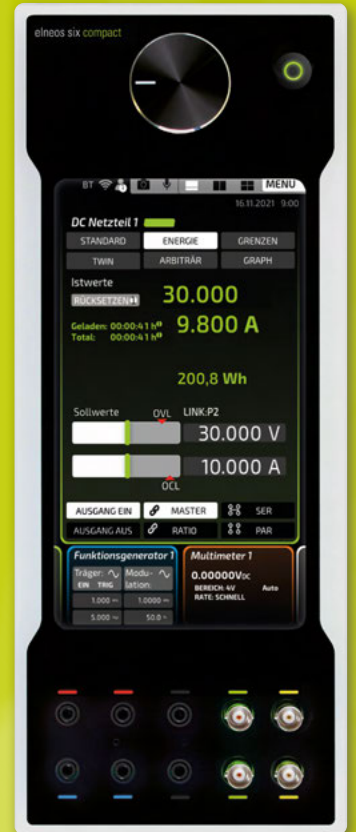 elneos six compact
BT MENU
16.11.2021 9:00
DC Netzteil 1
STANDARD ENERGIE GRENZEN
TWIN ARBITRÄR GRAPH
Istwerte
RÜCKSETZEN 30.000
Geladen: 00:00:41 h 9.800 A
Total: 00:00:41 h
200,8 Wh
Sollwerte OVL LINK:P2
30.000 V
10.000 A
OCL
AUSGANG EIN MASTER SER
AUSGANG AUS RATIO PAR
Funktionsgenerator 1 Multimeter 1
Träger: Modu-lation: 0.00000VDC
EIN TRIG BEREICH: 4V Auto
RATE: SCHNELL
1.000 1.0000
5.000 50.0